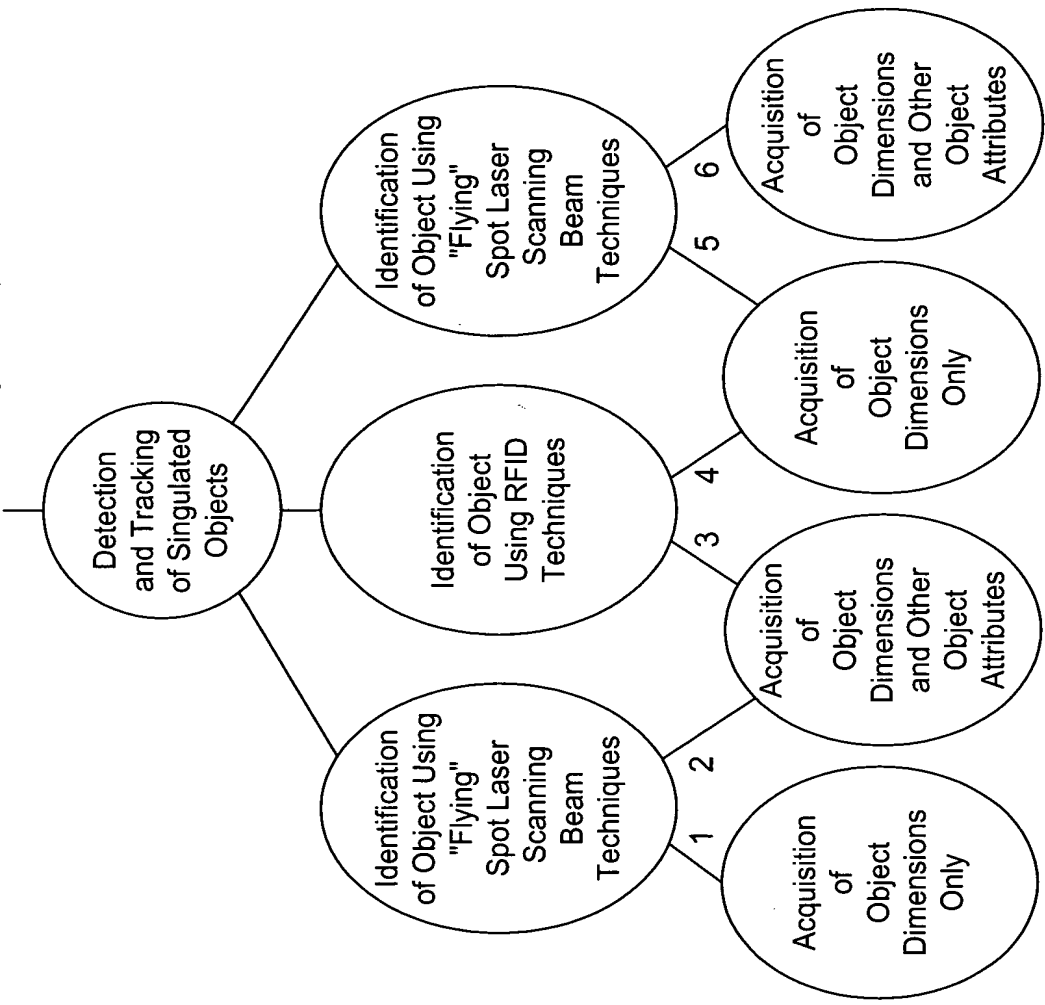 Detection
and Tracking
of Singulated
Objects
Identification
of Object Using
"Flying"
Spot Laser
Scanning
Beam
Techniques
Identification
of Object
Using RFID
Techniques
Identification
of Object Using
"Flying"
Spot Laser
Scanning
Beam
Techniques
1
2
3
4
5
6
Acquisition
of
Object
Dimensions
Only
Acquisition
of
Object
Dimensions
and Other
Object
Attributes
Acquisition
of
Object
Dimensions
Only
Acquisition
of
Object
Dimensions
and Other
Object
Attributes